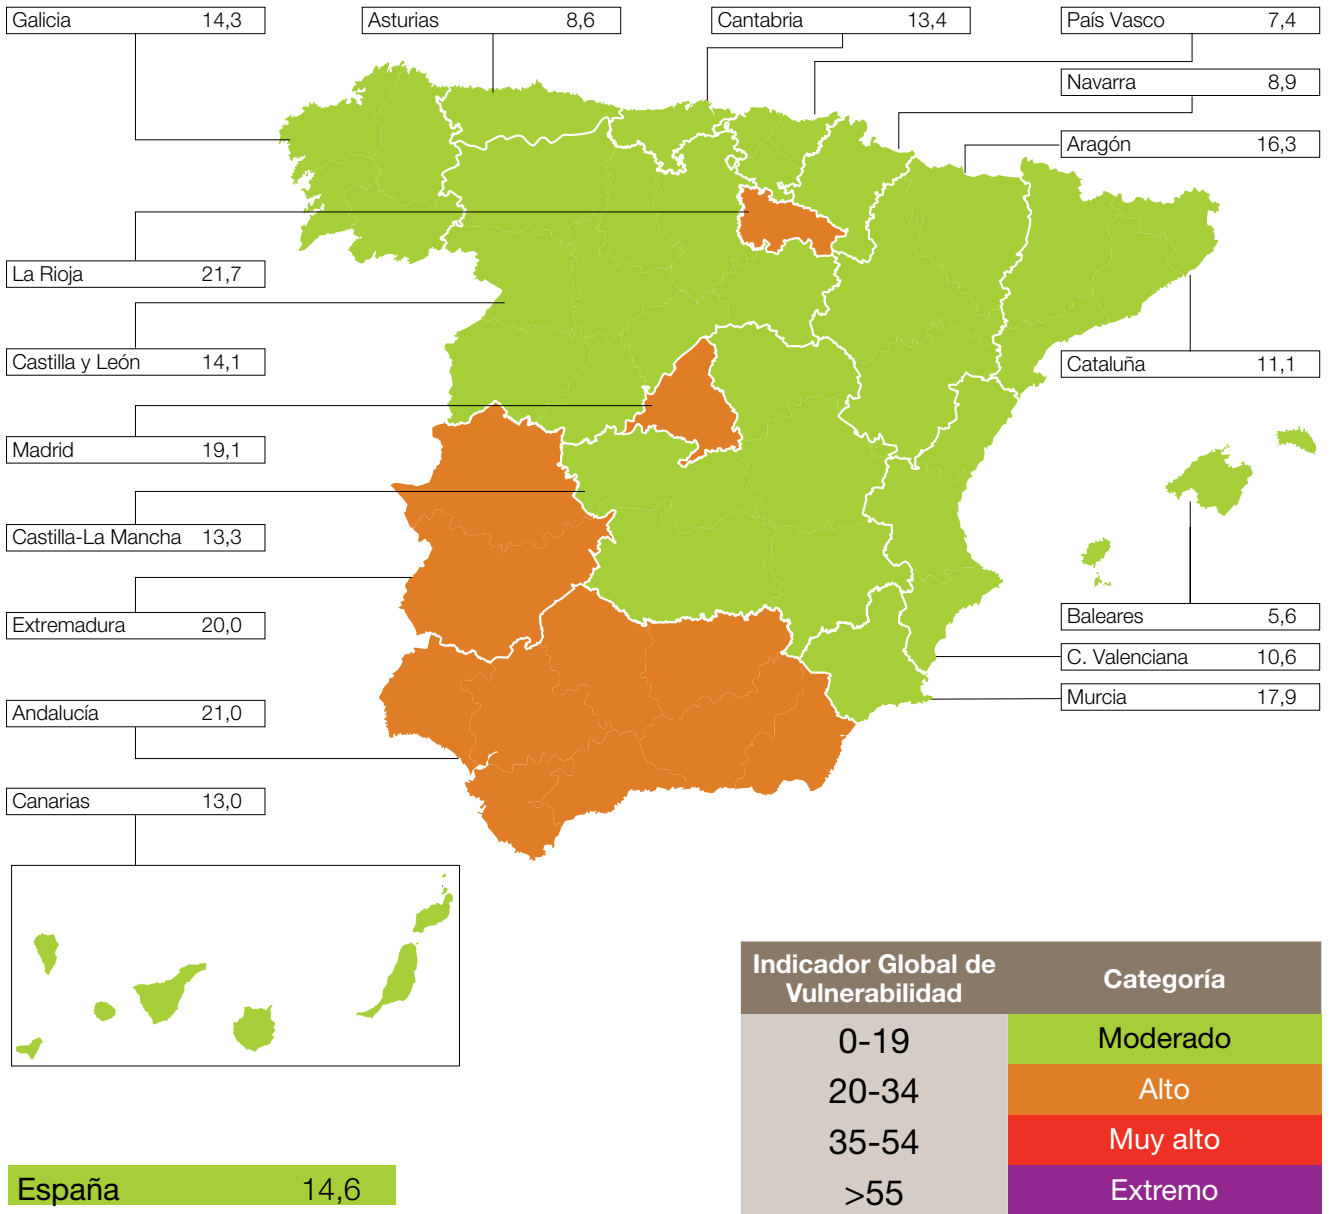 Galicia 14,3
Asturias 8,6
Cantabria 13,4
País Vasco 7,4
Navarra 8,9
Aragón 16,3
La Rioja 21,7
Castilla y León 14,1
Cataluña 11,1
Madrid 19,1
Castilla-La Mancha 13,3
Extremadura 20,0
Baleares 5,6
C. Valenciana 10,6
Murcia 17,9
Andalucía 21,0
Canarias 13,0
Indicador Global de
Vulnerabilidad
Categoría
0-19 Moderado
20-34 Alto
35-54 Muy alto
>55 Extremo
España 14,6